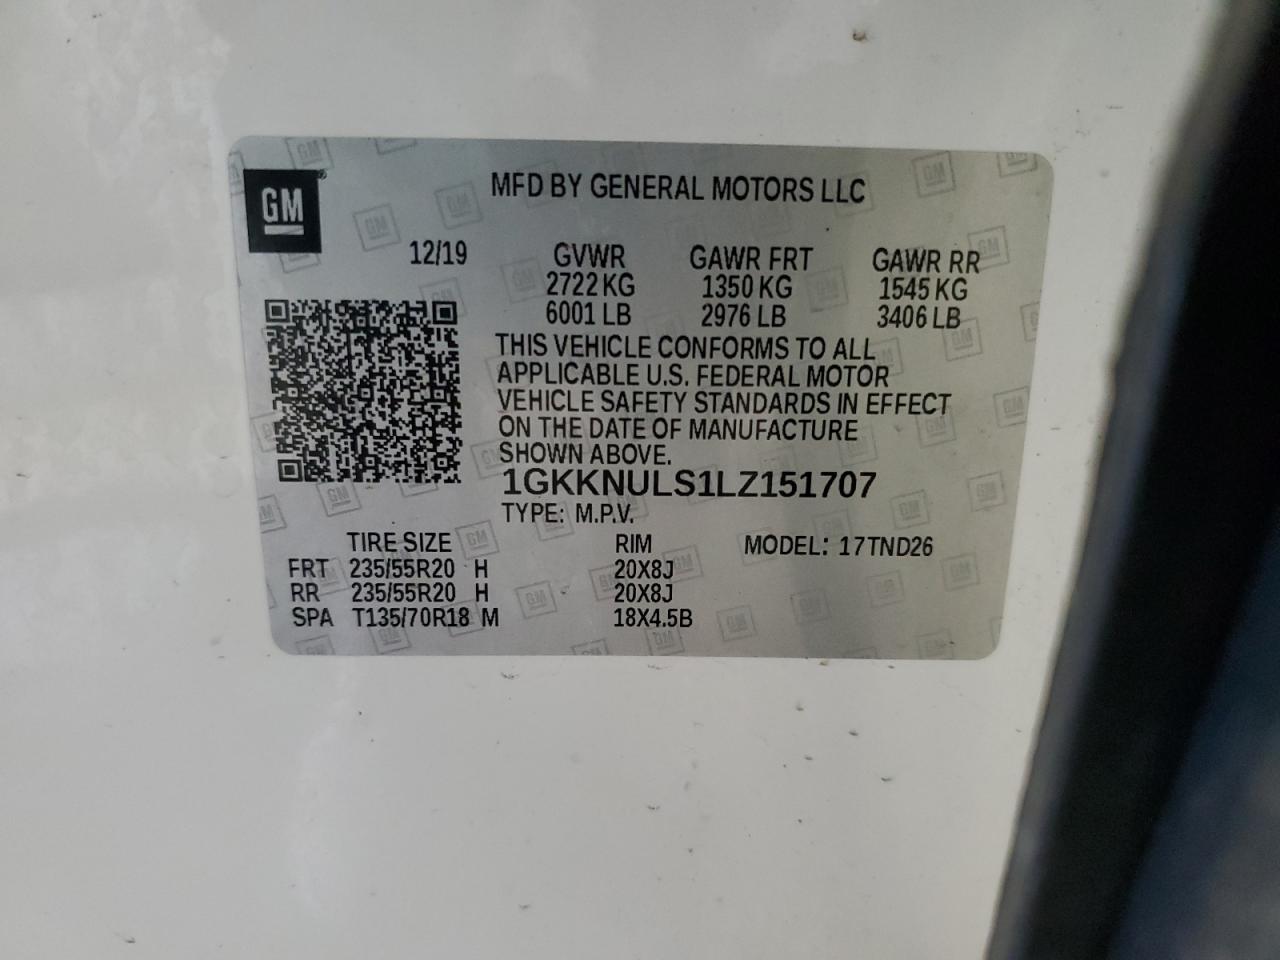 GM
MFD BY GENERAL MOTORS LLC
12/19 GVWR GAWR FRT GAWR RR
2722 KG 1350 KG 1545 KG
6001 LB 2976 LB 3406 LB
THIS VEHICLE CONFORMS TO ALL
APPLICABLE U.S. FEDERAL MOTOR
VEHICLE SAFETY STANDARDS IN EFFECT
ON THE DATE OF MANUFACTURE
SHOWN ABOVE.
1GKKNULS1LZ151707
TYPE: M.P.V.
TIRE SIZE RIM MODEL: 17TND26
FRT 235/55R20 H 20X8J
RR 235/55R20 H 20X8J
SPA T135/70R18 M 18X4.5B